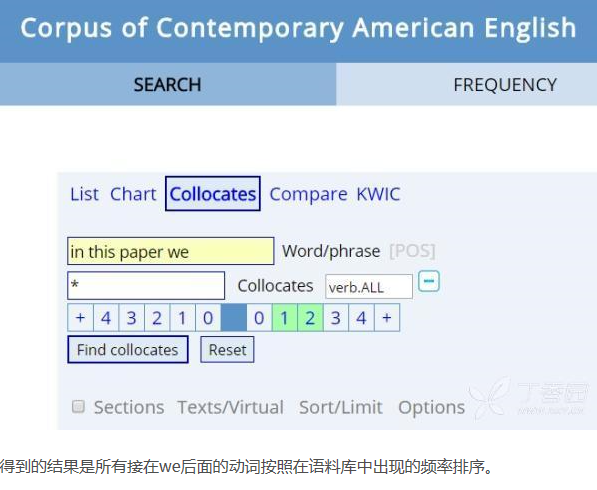 Corpus of Contemporary American English
SEARCH FREQUENCY
List Chart Collocates Compare KWIC
in this paper we Word/phrase [POS]
* Collocates verb.ALL −
+ 4 3 2 1 0 0 1 2 3 4 +
Find collocates Reset
Sections Texts/Virtual Sort/Limit Options
丁香园
得到的结果是所有接在we后面的动词按照在语料库中出现的频率排序。